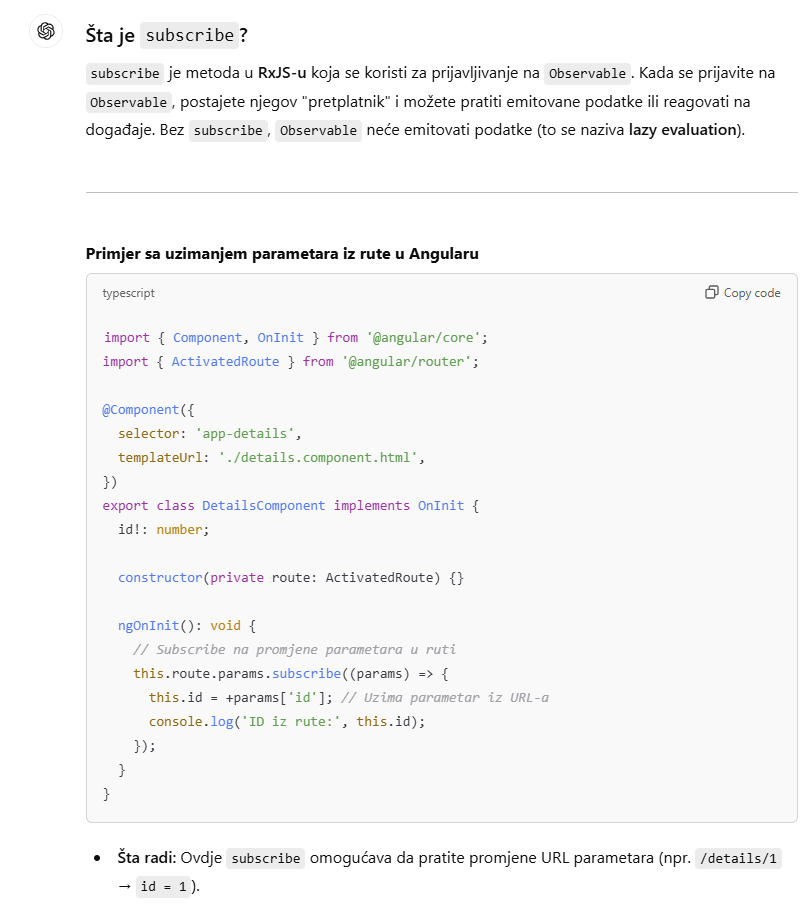 Šta je subscribe?
subscribe je metoda u RxJS-u koja se koristi za prijavljivanje na Observable. Kada se prijavite na
Observable, postajete njegov "pretplatnik" i možete pratiti emitovane podatke ili reagovati na
događaje. Bez subscribe, Observable neće emitovati podatke (to se naziva lazy evaluation).
Primjer sa uzimanjem parametara iz rute u Angularu
typescript Copy code
import { Component, OnInit } from '@angular/core';
import { ActivatedRoute } from '@angular/router';
@Component({
  selector: 'app-details',
  templateUrl: './details.component.html',
})
export class DetailsComponent implements OnInit {
  id!: number;
  constructor(private route: ActivatedRoute) {}
  ngOnInit(): void {
    // Subscribe na promjene parametara u ruti
    this.route.params.subscribe((params) => {
      this.id = +params['id']; // Uzima parametar iz URL-a
      console.log('ID iz rute:', this.id);
    });
  }
}
• Šta radi: Ovdje subscribe omogućava da pratite promjene URL parametara (npr. /details/1
→ id = 1).